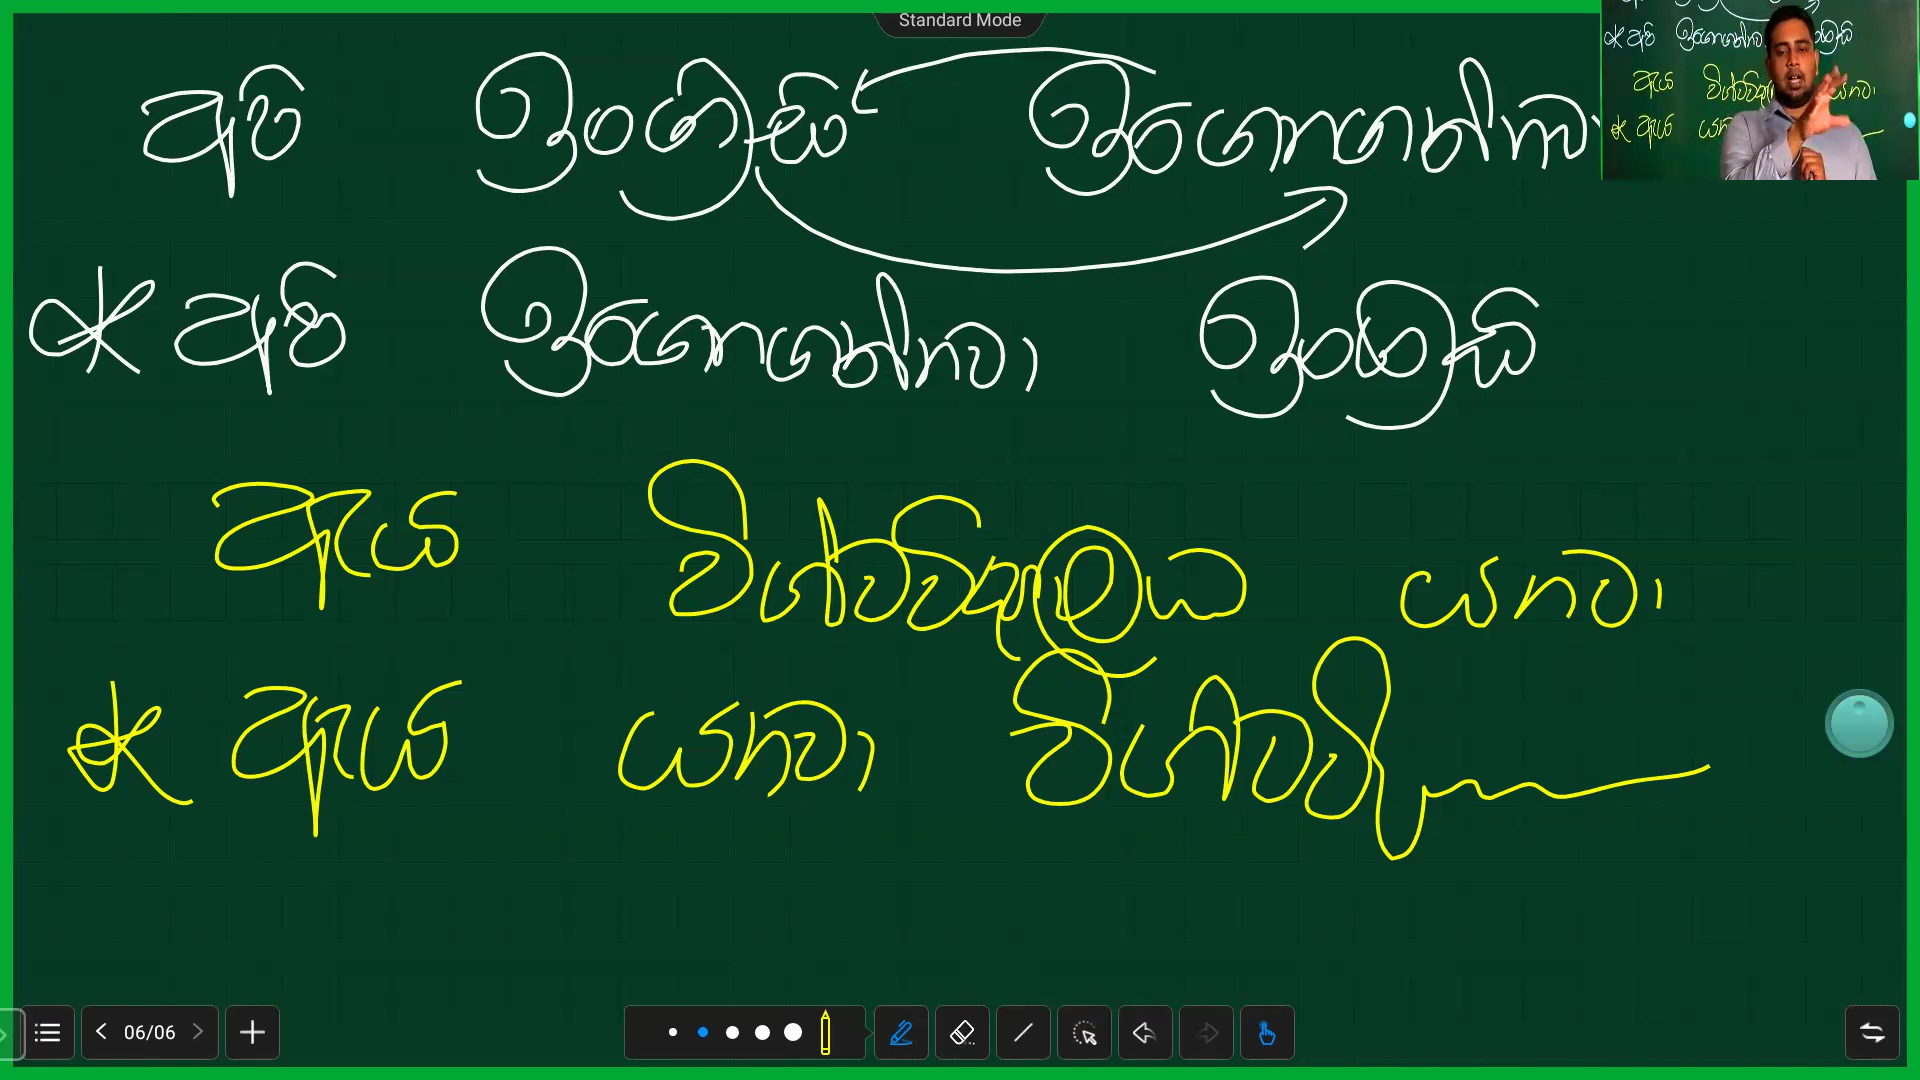 Standard Mode
අපි ඉංග්‍රීසි ඉගෙනගන්නවා
* අපි ඉගෙනගන්නවා ඉංග්‍රීසි
ඇය විශ්වවිද්‍යාලය යනවා
* ඇය යනවා විශ්වවි
06/06